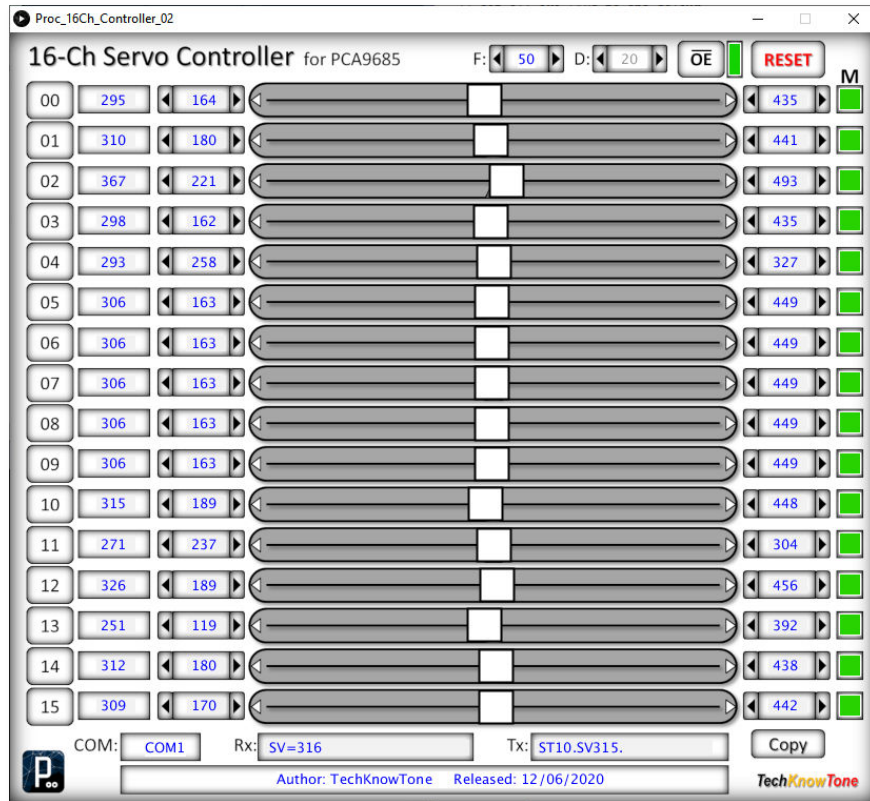 Proc_16Ch_Controller_02
16-Ch Servo Controller for PCA9685 F: 50 D: 20 OE RESET
M
00 295 164 435
01 310 180 441
02 367 221 493
03 298 162 435
04 293 258 327
05 306 163 449
06 306 163 449
07 306 163 449
08 306 163 449
09 306 163 449
10 315 189 448
11 271 237 304
12 326 189 456
13 251 119 392
14 312 180 438
15 309 170 442
COM: COM1 Rx: SV=316 Tx: ST10.SV315. Copy
P
Author: TechKnowTone Released: 12/06/2020 TechKnowTone